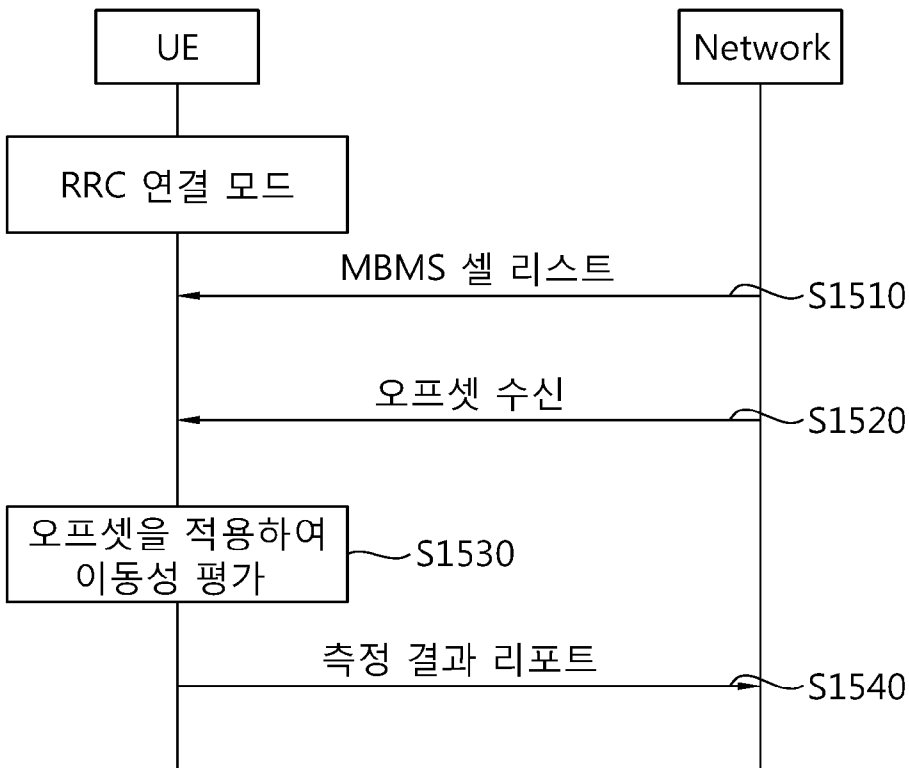 UE
Network
RRC 연결 모드
MBMS 셀 리스트
S1510
오프셋 수신
S1520
오프셋을 적용하여
이동성 평가
S1530
측정 결과 리포트
S1540